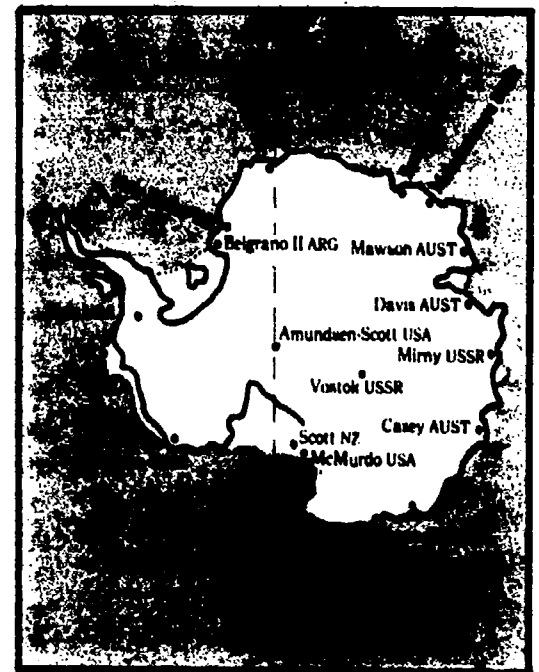 Belgrano II ARG
Mawson AUST
Davis AUST
Amundsen-Scott USA
Mirny USSR
Vostok USSR
Casey AUST
Scott NZ
McMurdo USA